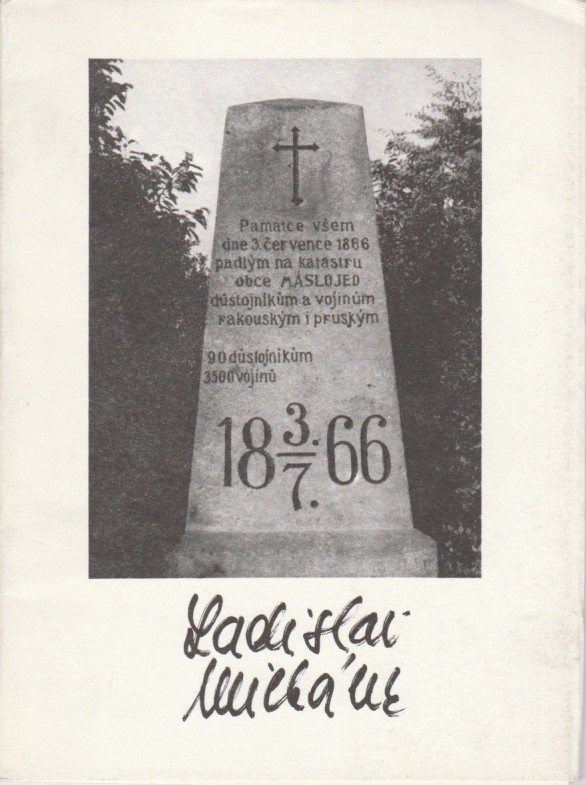 Památce všem
dne 3. července 1866
padlým na katastru
obce MÁSLOJED
důstojníkům a vojínům
rakouským i pruským
90 důstojníkům
3500 vojínů
18 3./7. 66
Ladislav